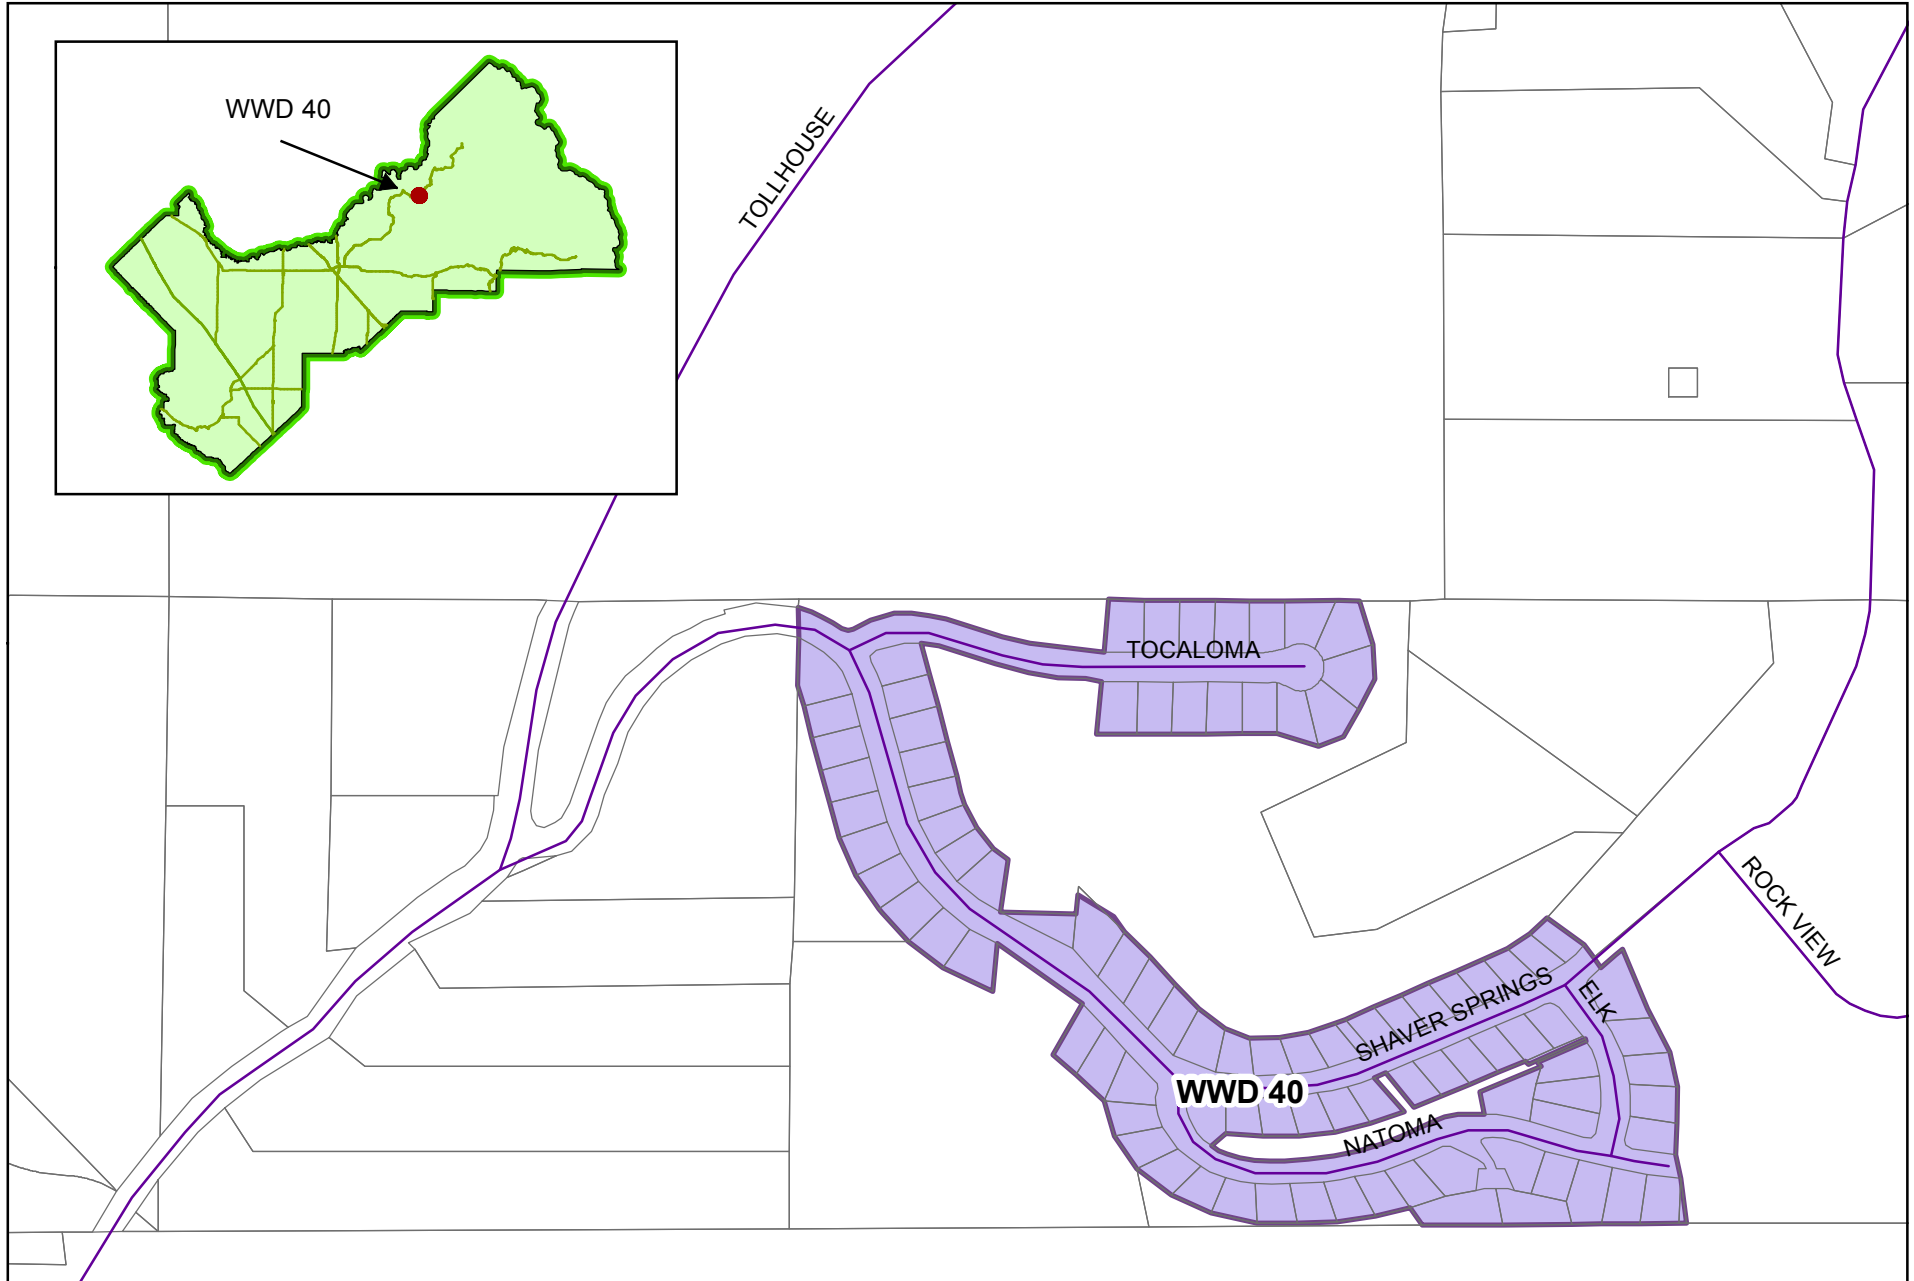 WWD 40
TOLLHOUSE
TOCALOMA
ROCK VIEW
SHAVER SPRINGS
ELK
WWD 40
NATOMA